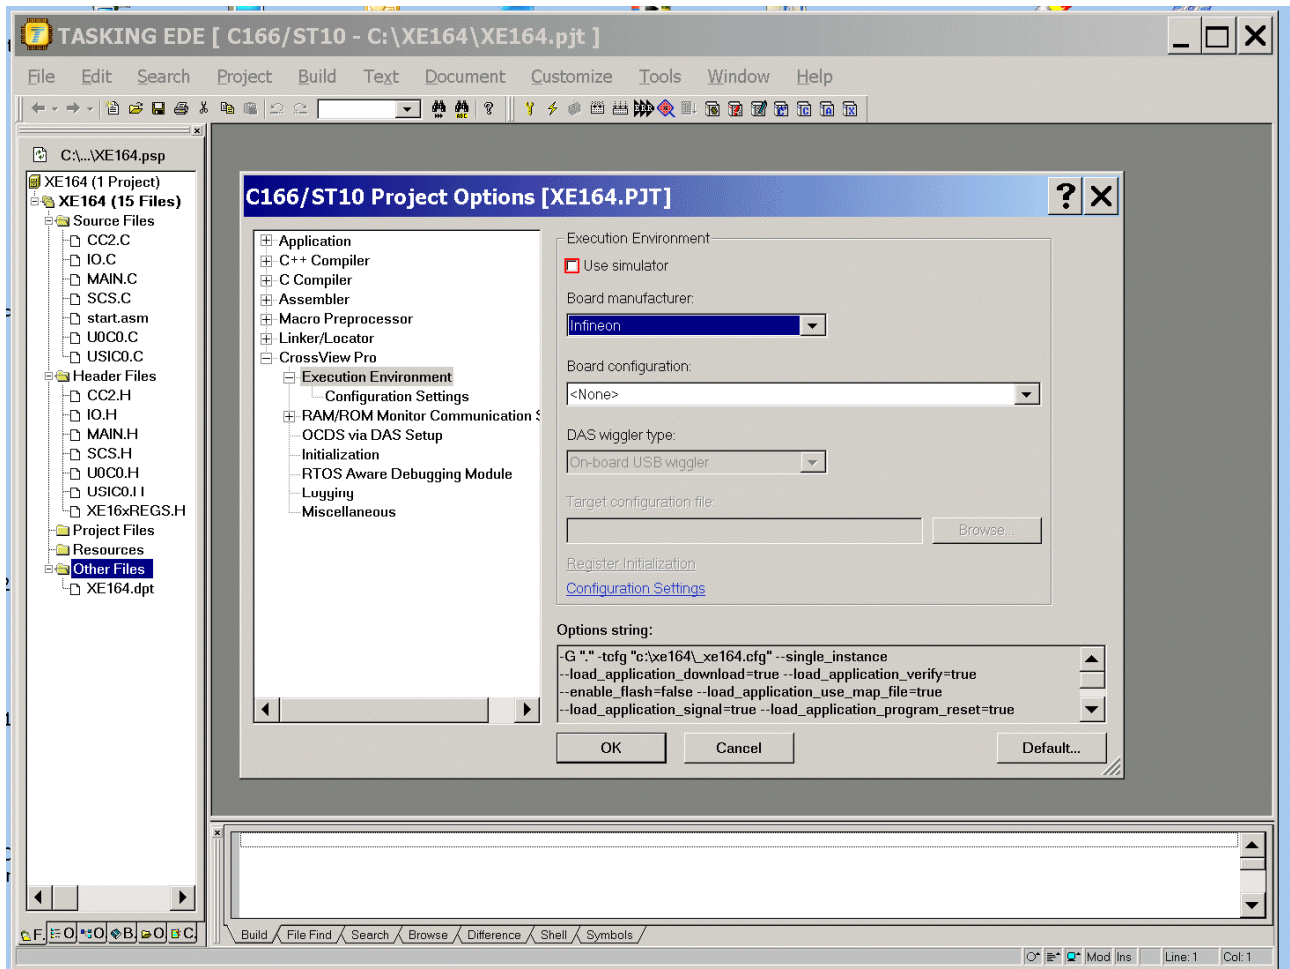 TASKING EDE [ C166/ST10 - C:\XE164\XE164.pjt ]
File Edit Search Project Build Text Document Customize Tools Window Help
C:\...\XE164.psp
XE164 (1 Project)
XE164 (15 Files)
Source Files
CC2.C
IO.C
MAIN.C
SCS.C
start.asm
U0C0.C
USIC0.C
Header Files
CC2.H
IO.H
MAIN.H
SCS.H
U0C0.H
USIC0.H
XE16xREGS.H
Project Files
Resources
Other Files
XE164.dpt
F. O O B. O C.
C166/ST10 Project Options [XE164.PJT]
Application
C++ Compiler
C Compiler
Assembler
Macro Preprocessor
Linker/Locator
CrossView Pro
Execution Environment
Configuration Settings
RAM/ROM Monitor Communication S
OCDS via DAS Setup
Initialization
RTOS Aware Debugging Module
Logging
Miscellaneous
Execution Environment
Use simulator
Board manufacturer:
Infineon
Board configuration:
<None>
DAS wiggler type:
On-board USB wiggler
Target configuration file:
Browse...
Register Initialization
Configuration Settings
Options string:
-G "." -tcfg "c:\xe164\_xe164.cfg" --single_instance
--load_application_download=true --load_application_verify=true
--enable_flash=false --load_application_use_map_file=true
--load_application_signal=true --load_application_program_reset=true
OK Cancel Default...
Build File Find Search Browse Difference Shell Symbols
Mod Ins Line: 1 Col: 1